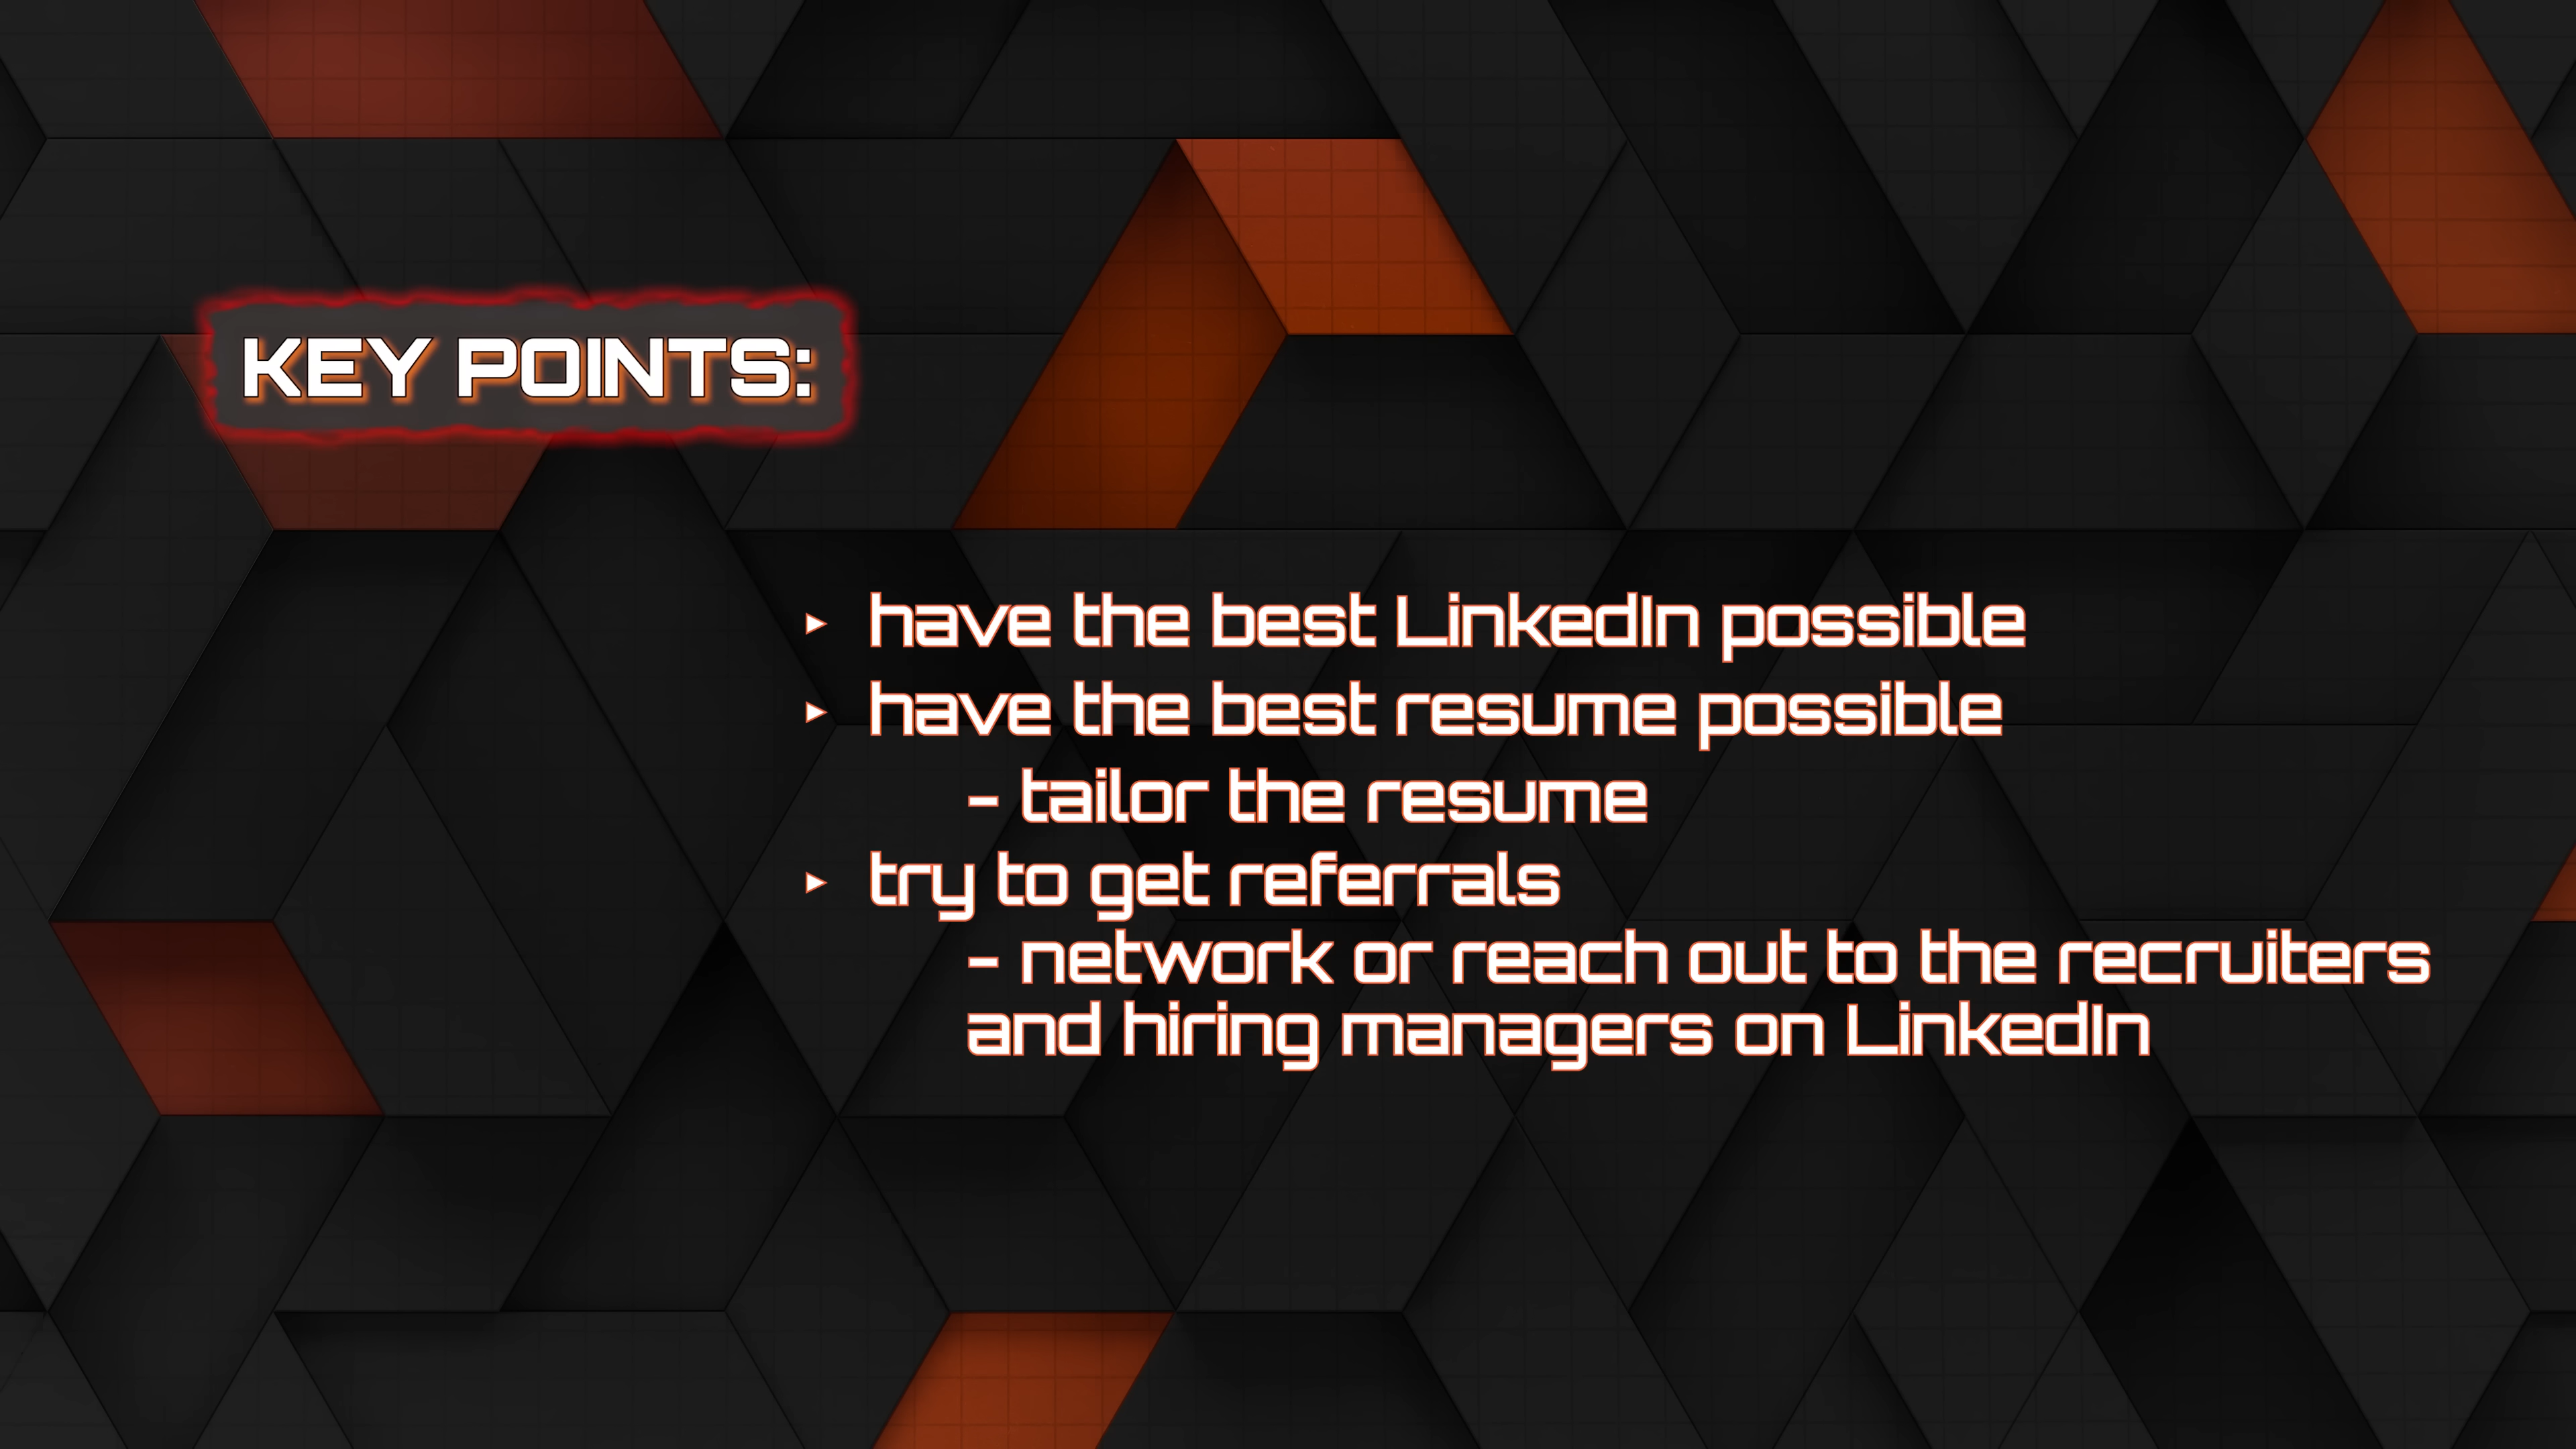 KEY POINTS:
▸ have the best LinkedIn possible
▸ have the best resume possible
- tailor the resume
▸ try to get referrals
- network or reach out to the recruiters
and hiring managers on LinkedIn